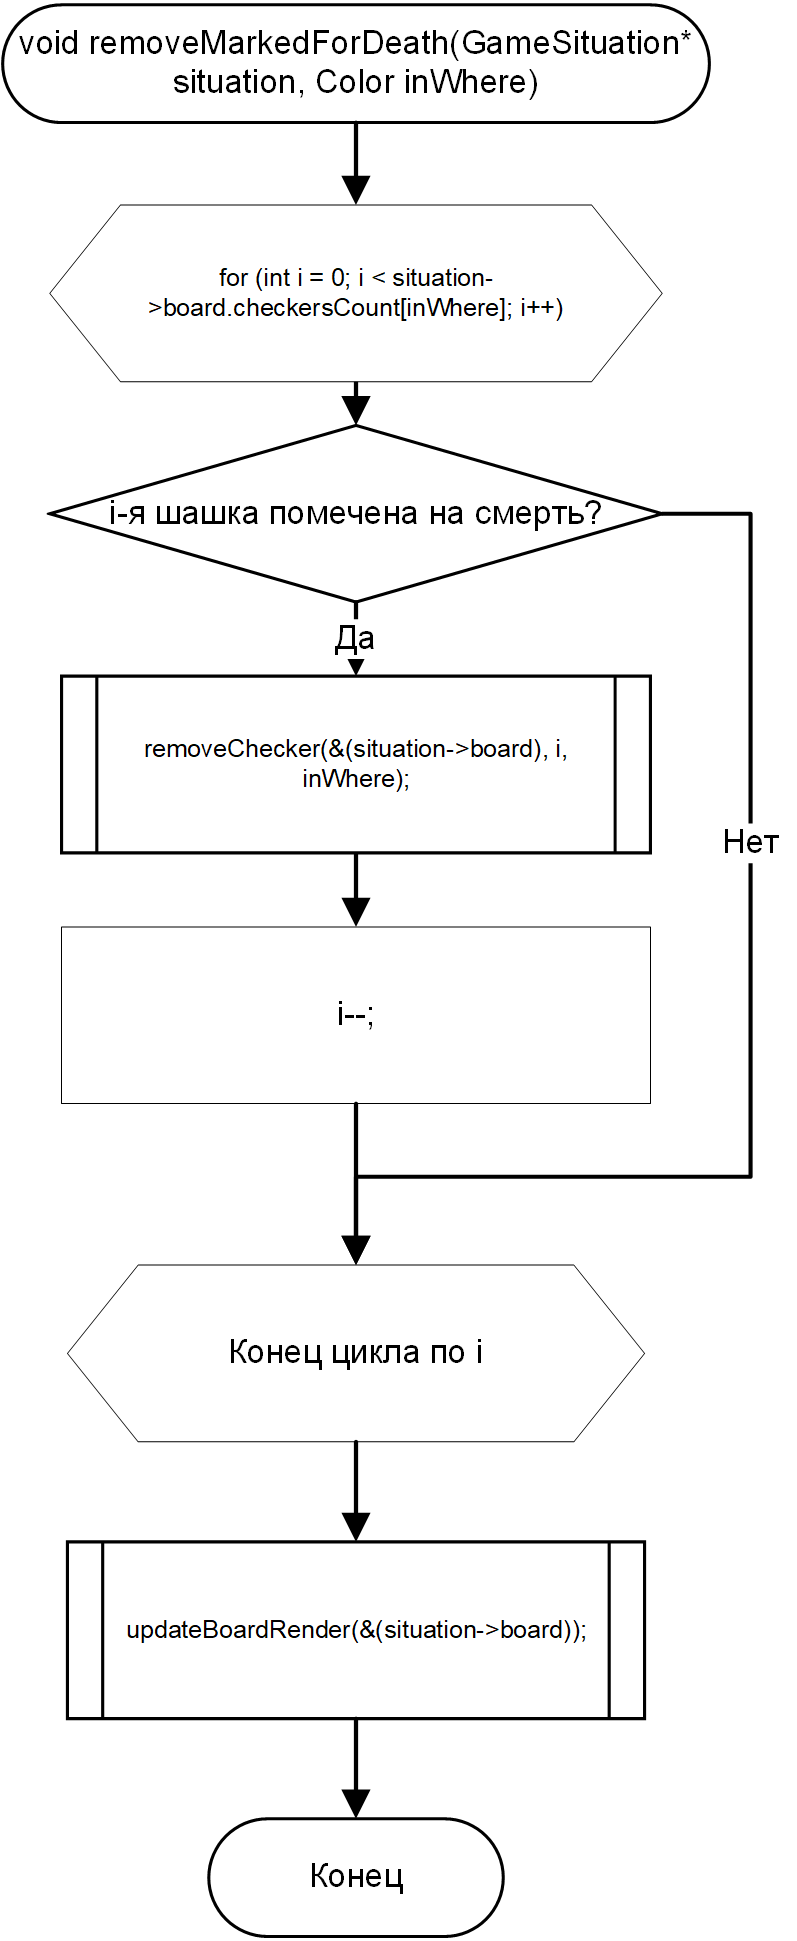 void removeMarkedForDeath(GameSituation*
situation, Color inWhere)
for (int i = 0; i < situation-
>board.checkersCount[inWhere]; i++)
i-я шашка помечена на смерть?
Да
removeChecker(&(situation->board), i,
inWhere);
Нет
i--;
Конец цикла по i
updateBoardRender(&(situation->board));
Конец